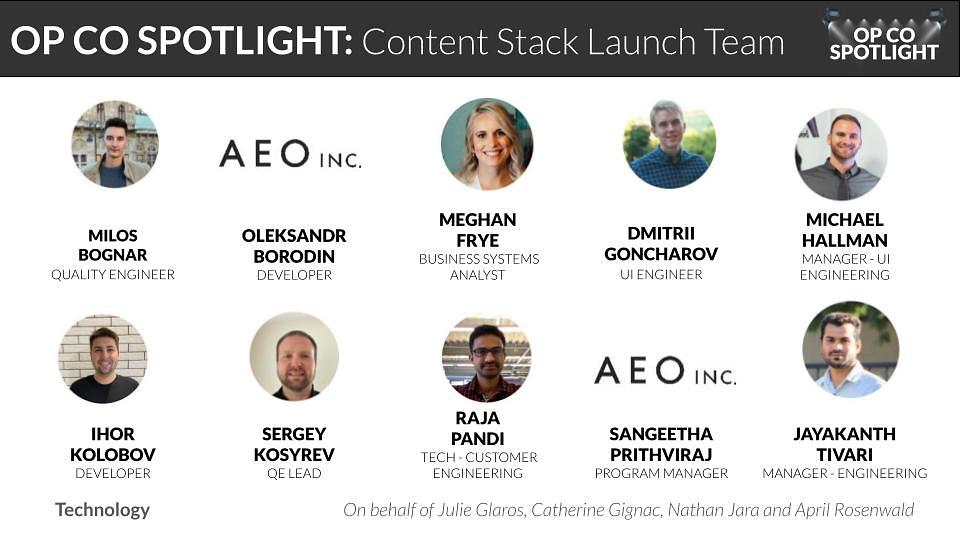 OP CO SPOTLIGHT: Content Stack Launch Team
OP CO
SPOTLIGHT
AEO INC.
MILOS
BOGNAR
QUALITY ENGINEER
OLEKSANDR
BORODIN
DEVELOPER
MEGHAN
FRYE
BUSINESS SYSTEMS
ANALYST
DMITRII
GONCHAROV
UI ENGINEER
MICHAEL
HALLMAN
MANAGER - UI
ENGINEERING
AEO INC.
IHOR
KOLOBOV
DEVELOPER
SERGEY
KOSYREV
QE LEAD
RAJA
PANDI
TECH - CUSTOMER
ENGINEERING
SANGEETHA
PRITHVIRAJ
PROGRAM MANAGER
JAYAKANTH
TIVARI
MANAGER - ENGINEERING
Technology
On behalf of Julie Glaros, Catherine Gignac, Nathan Jara and April Rosenwald